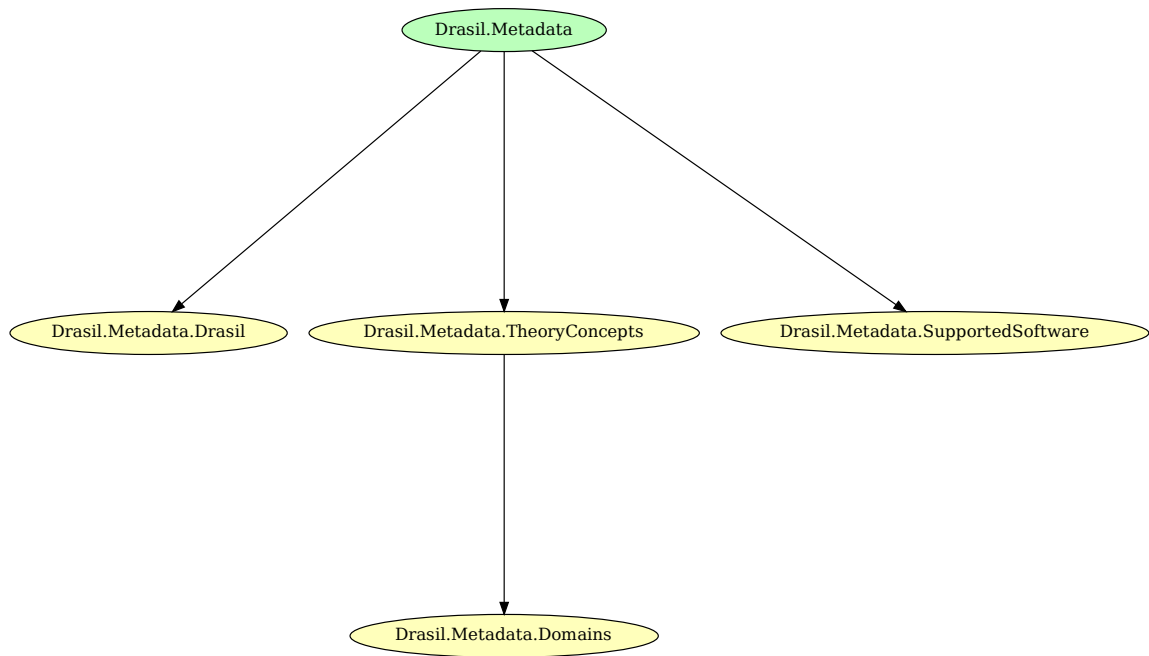 Drasil.Metadata
Drasil.Metadata.Drasil
Drasil.Metadata.TheoryConcepts
Drasil.Metadata.SupportedSoftware
Drasil.Metadata.Domains